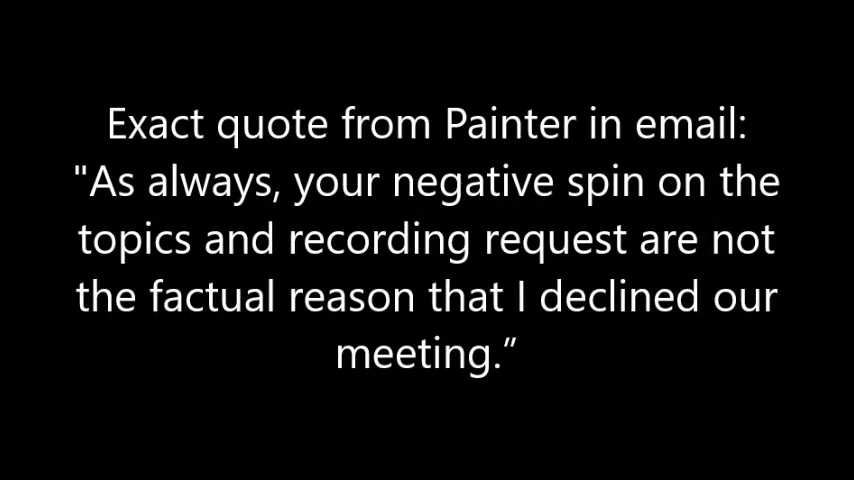 Exact quote from Painter in email:
"As always, your negative spin on the
topics and recording request are not
the factual reason that I declined our
meeting.”